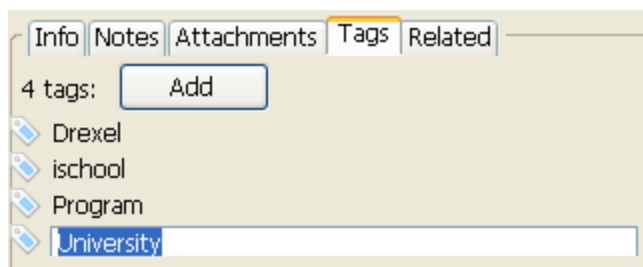 Info Notes Attachments Tags Related
4 tags: Add
Drexel
ischool
Program
University